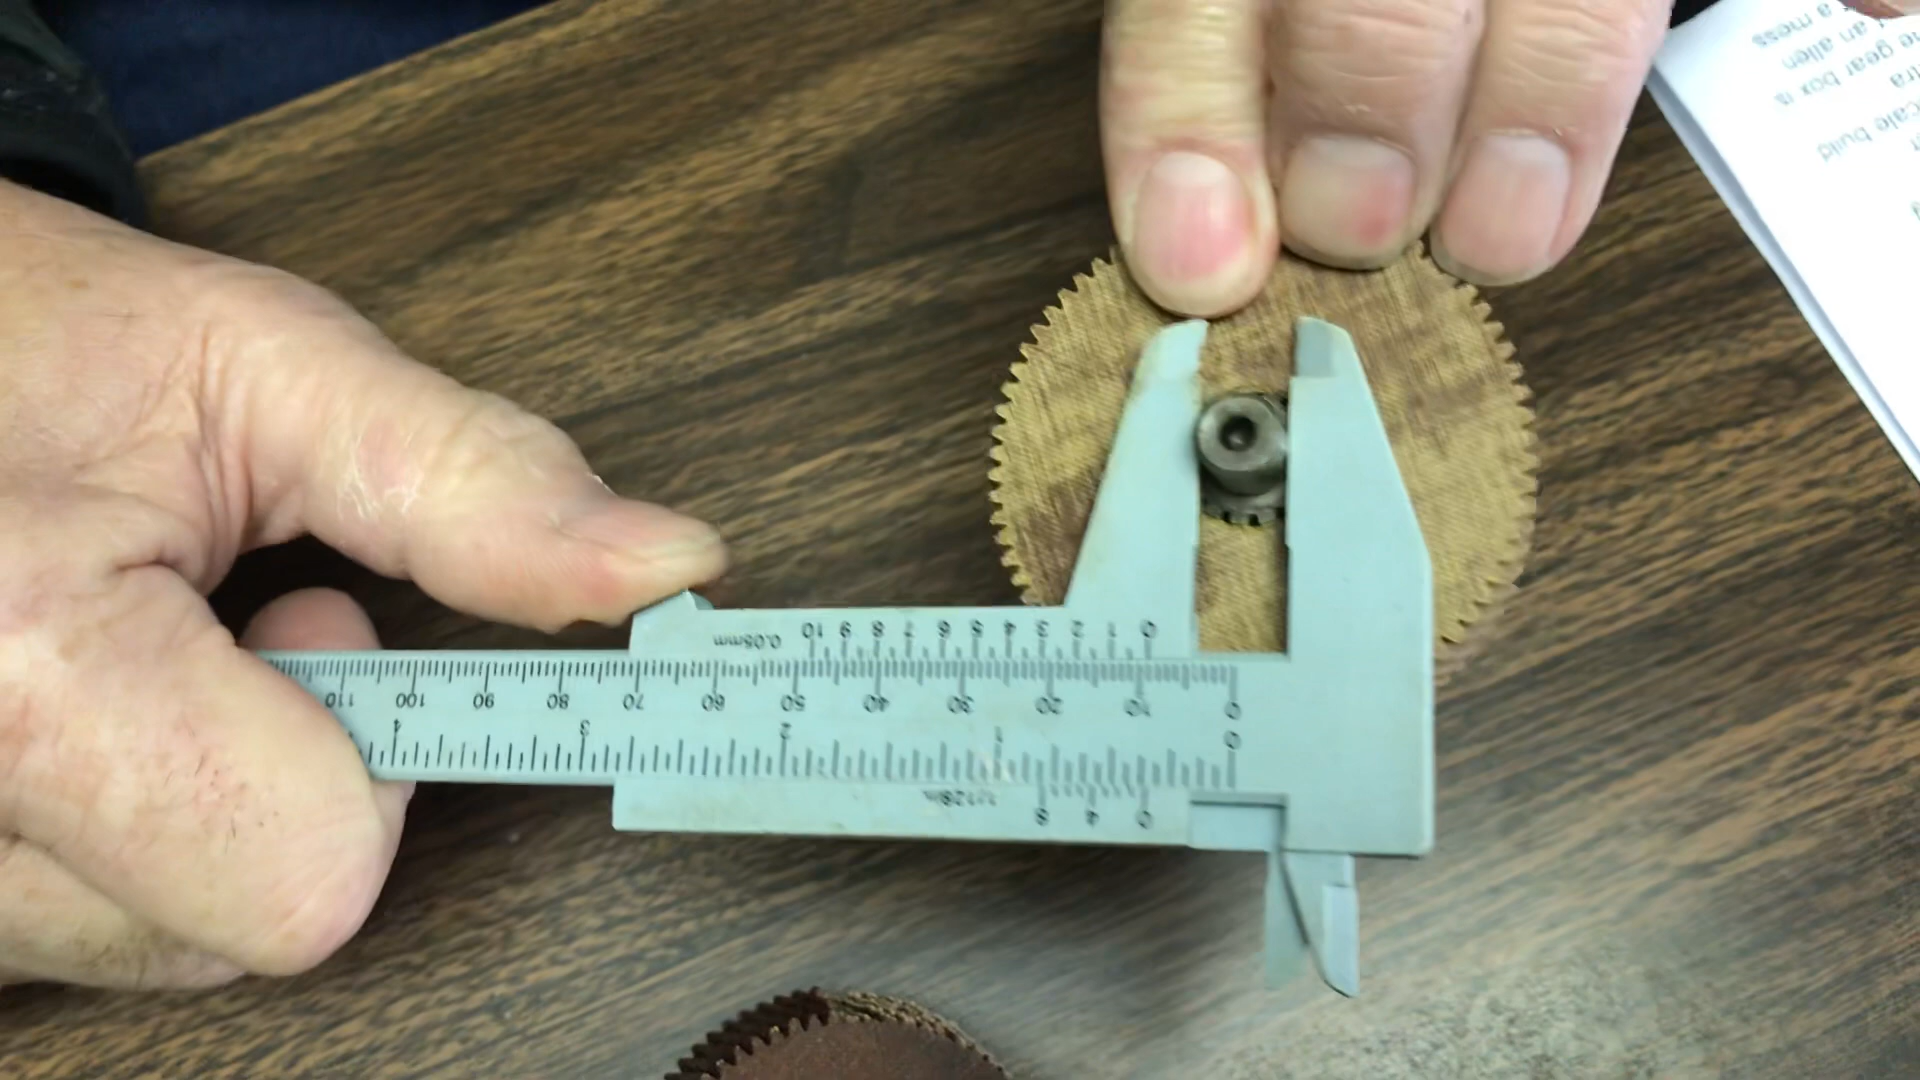 a mess
an alien
gear box is
cale build
0.05mm
10 9 8 7 6 5 4 3 2 1 0
110 100 90 80 70 60 50 40 30 20 10 0
4 3 2 1 0
1/128in
8 4 0